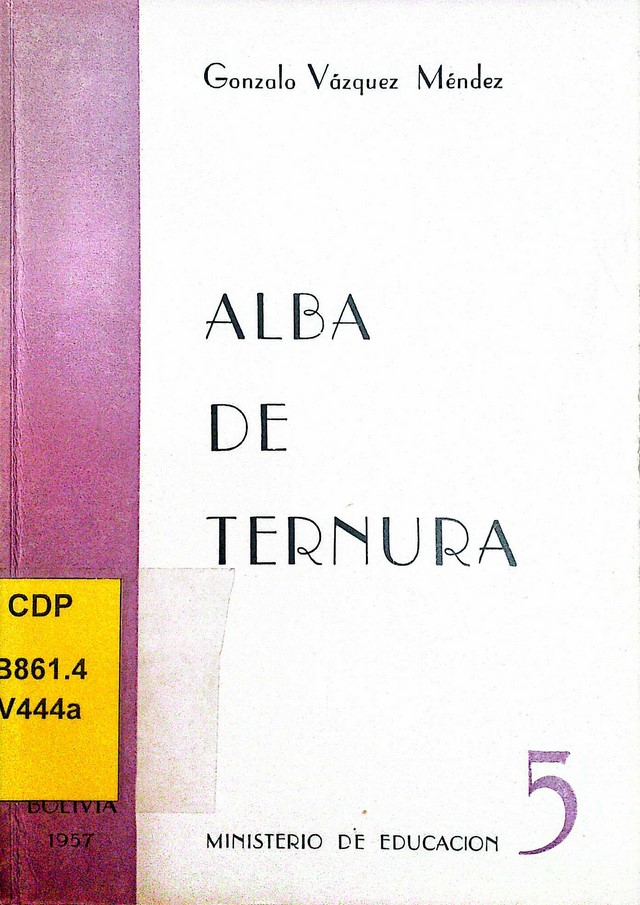 Gonzalo Vázquez Méndez
ALBA
DE
TERNURA
CDP
B861.4
V444a
BOLIVIA
1957
MINISTERIO DE EDUCACION
5